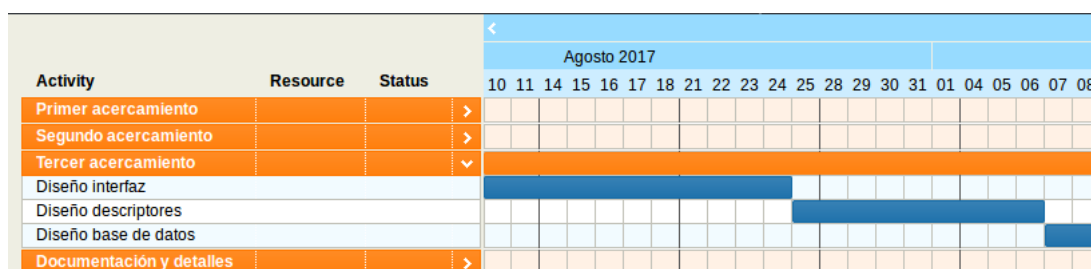 Agosto 2017
Activity Resource Status 10 11 14 15 16 17 18 21 22 23 24 25 28 29 30 31 01 04 05 06 07 08
Primer acercamiento
Segundo acercamiento
Tercer acercamiento
Diseño interfaz
Diseño descriptores
Diseño base de datos
Documentación y detalles